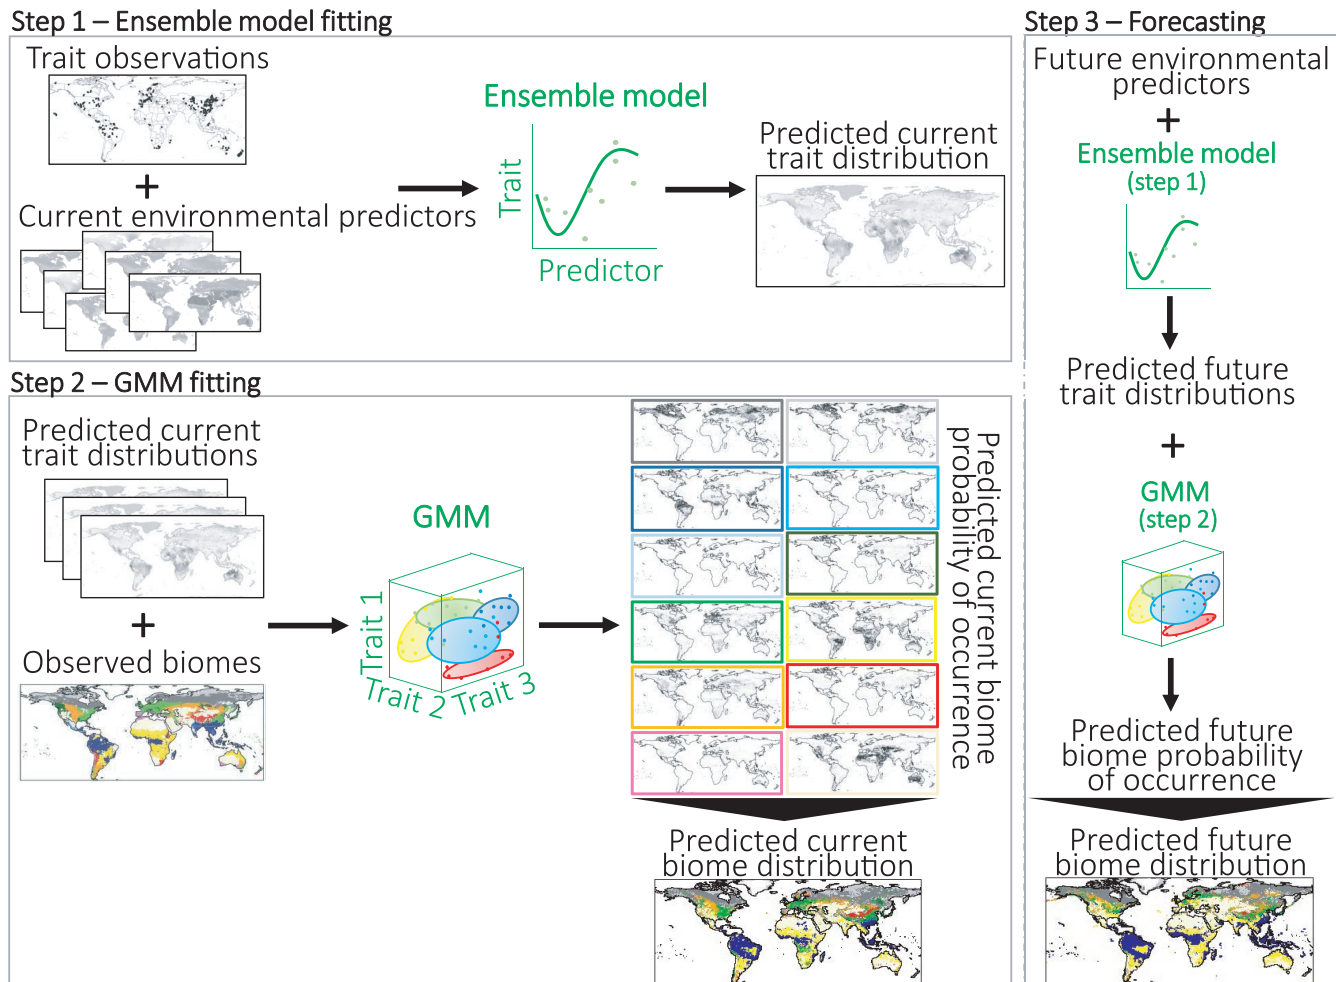 Step 1 – Ensemble model fitting
Trait observations
+
Current environmental predictors
Ensemble model
Trait
Predictor
Predicted current
trait distribution
Step 2 – GMM fitting
Predicted current
trait distributions
+
Observed biomes
GMM
Trait 1
Trait 2
Trait 3
Predicted current biome
probability of occurrence
Predicted current
biome distribution
Step 3 – Forecasting
Future environmental
predictors
+
Ensemble model
(step 1)
Predicted future
trait distributions
+
GMM
(step 2)
Predicted future
biome probability
of occurrence
Predicted future
biome distribution